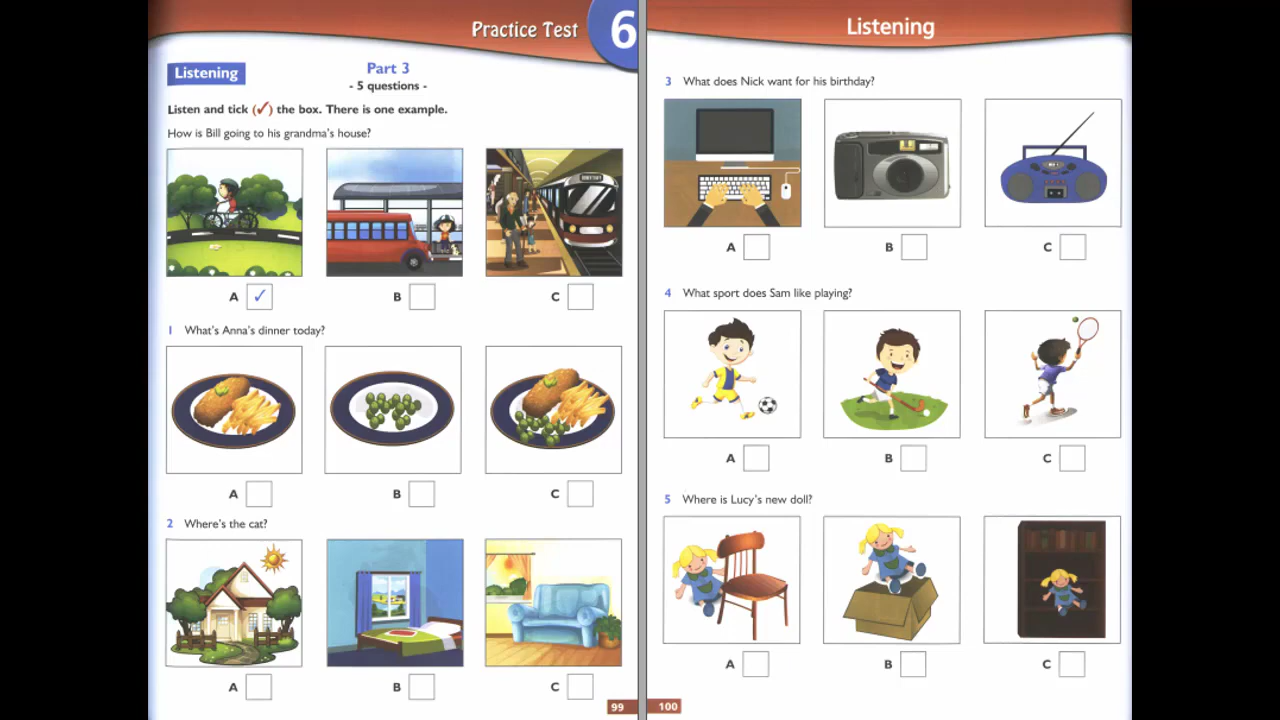 Practice Test 6
Listening
Part 3
- 5 questions -
Listen and tick (✓) the box. There is one example.
How is Bill going to his grandma's house?
A ✓ B C
1 What's Anna's dinner today?
A B C
2 Where's the cat?
A B C
99
Listening
3 What does Nick want for his birthday?
A B C
4 What sport does Sam like playing?
A B C
5 Where is Lucy's new doll?
A B C
100